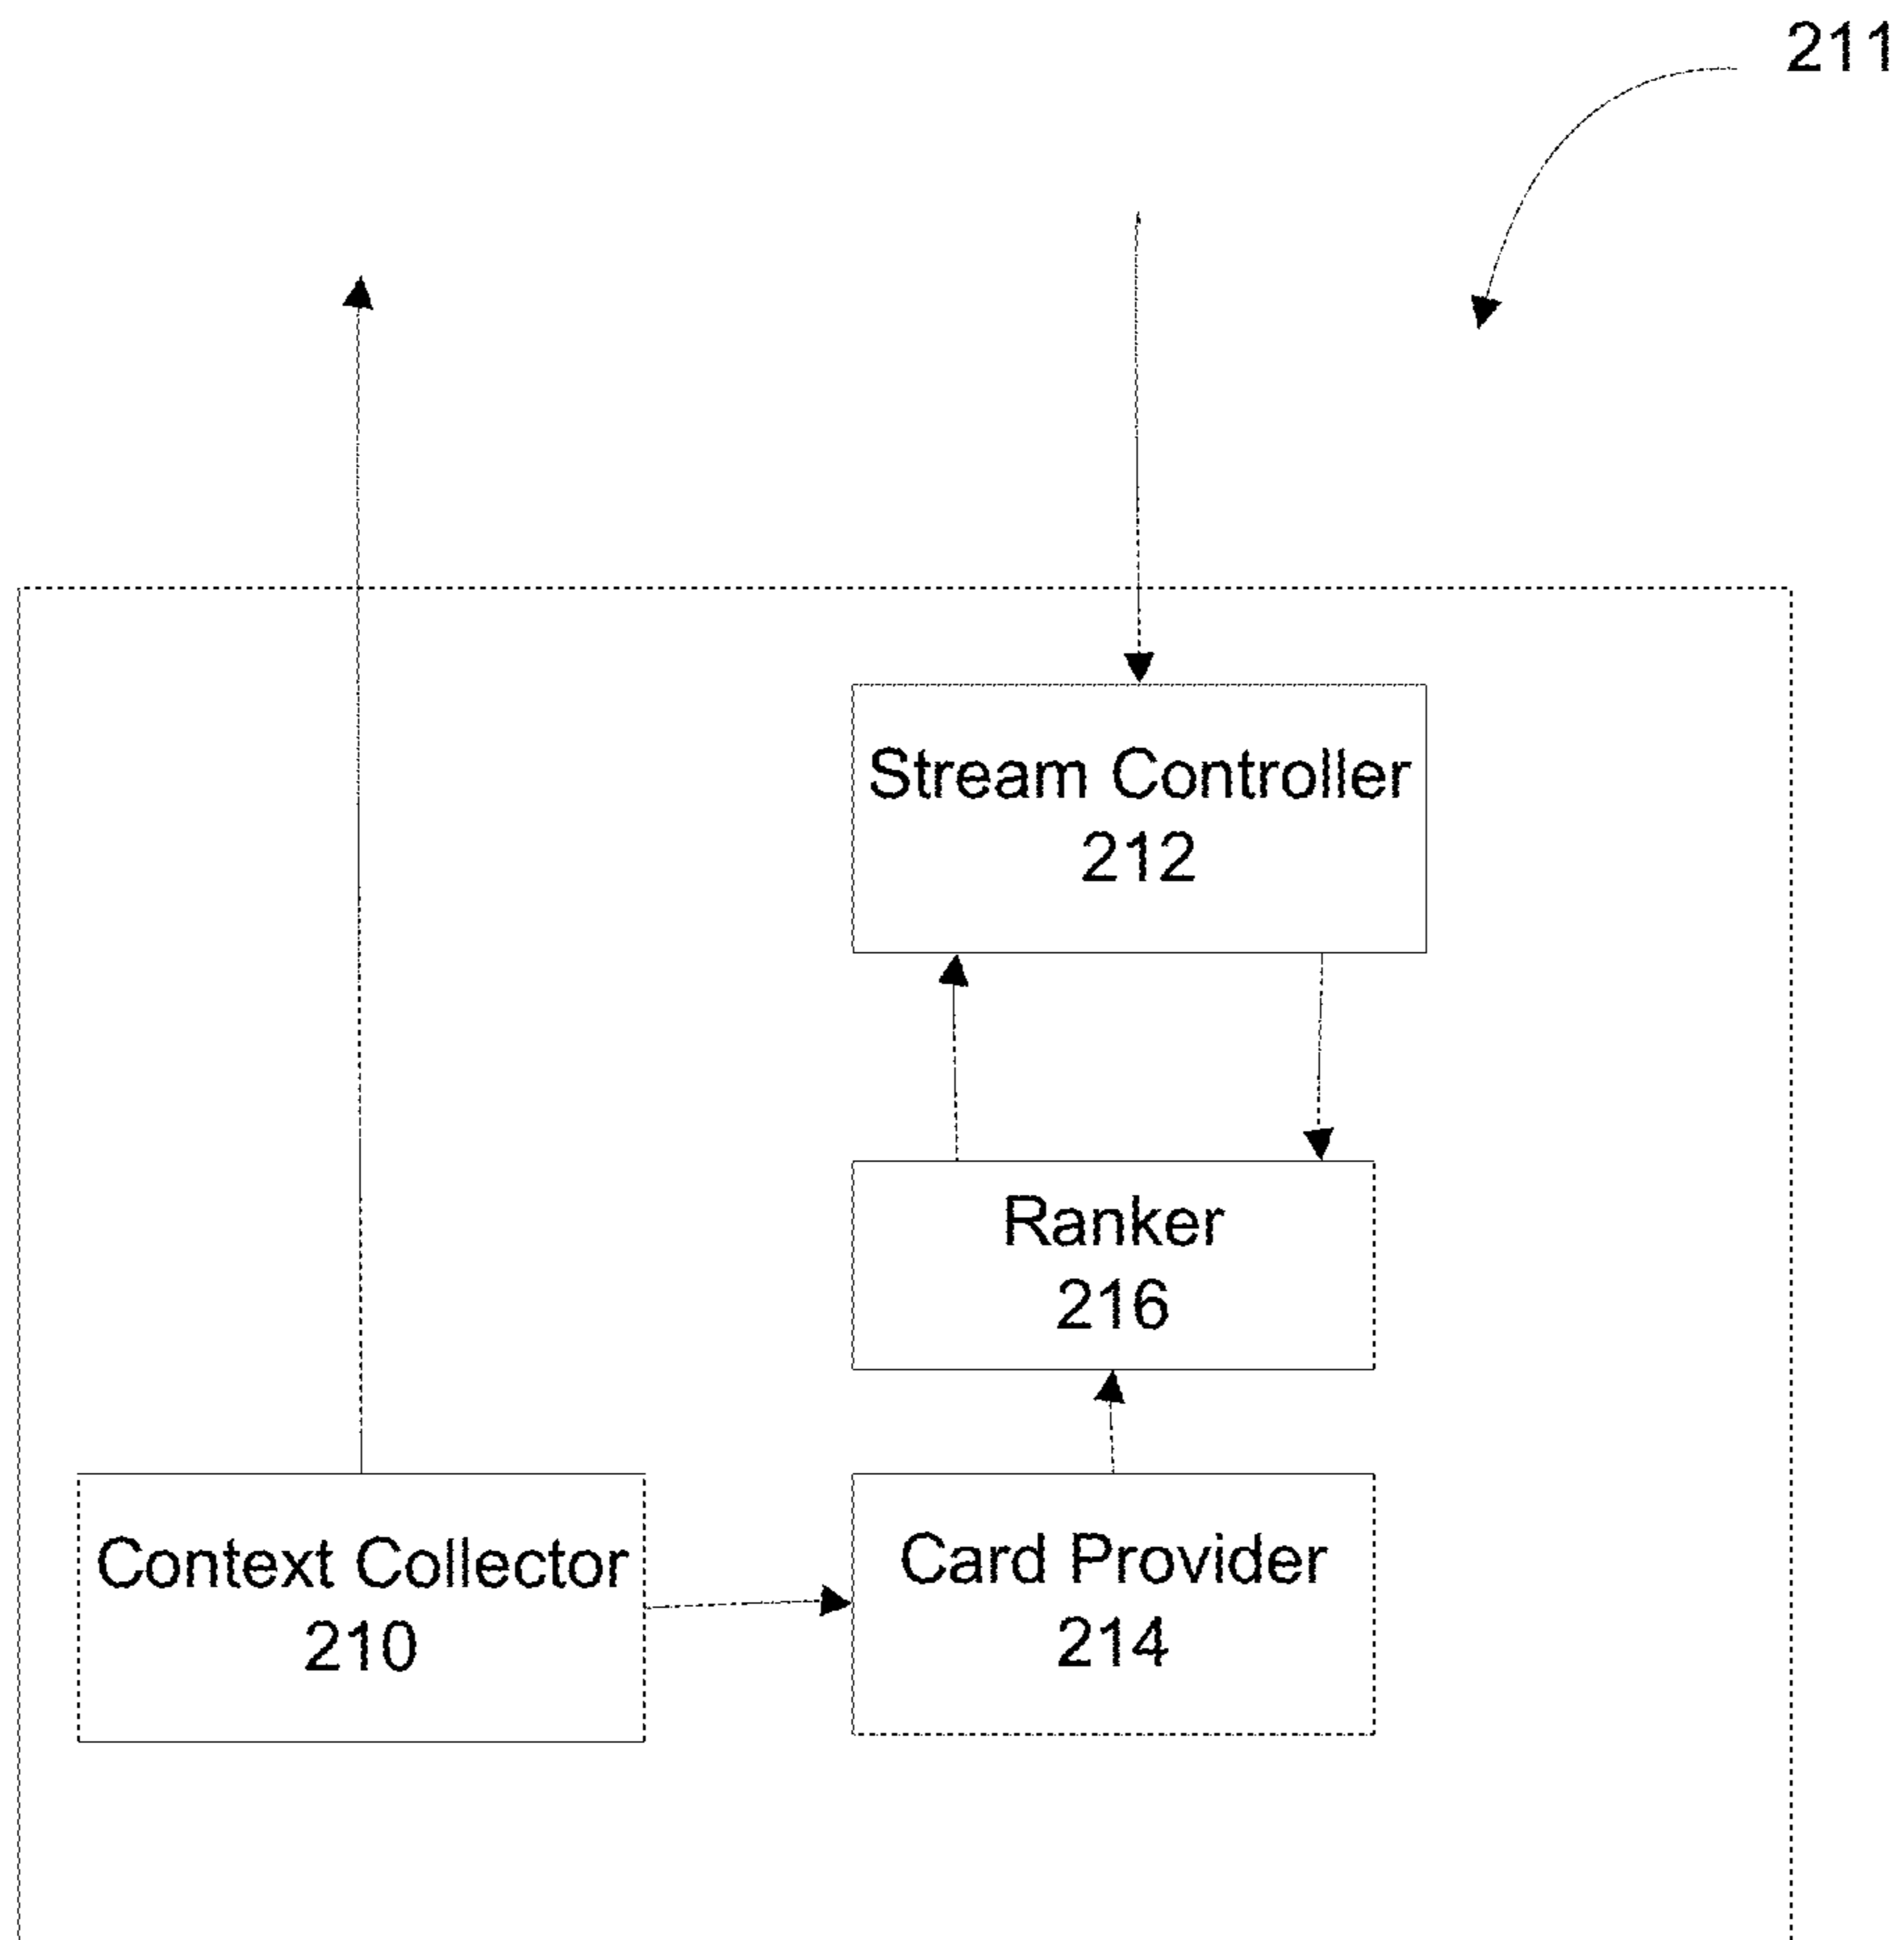 211
Stream Controller
212
Ranker
216
Context Collector
210
Card Provider
214